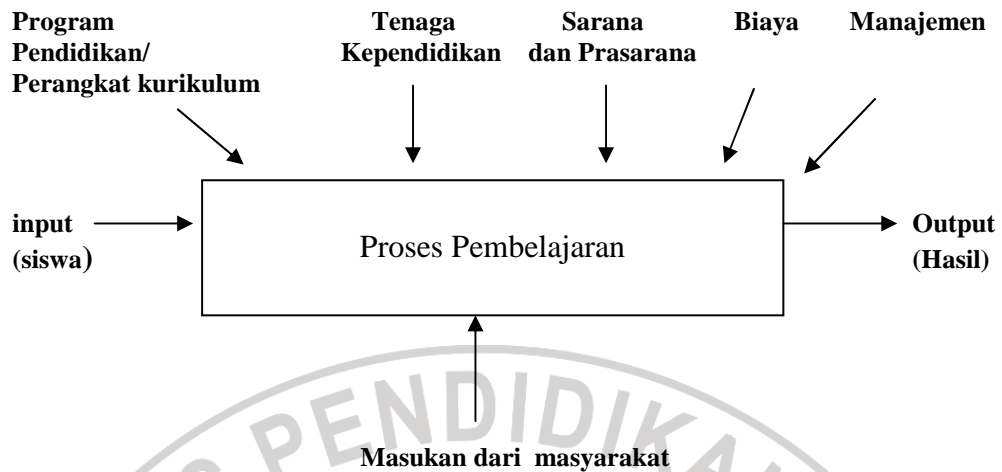 Program
Pendidikan/
Perangkat kurikulum
Tenaga
Kependidikan
Sarana
dan Prasarana
Biaya
Manajemen
input
(siswa)
Proses Pembelajaran
Output
(Hasil)
Masukan dari masyarakat
PENDIDIKA